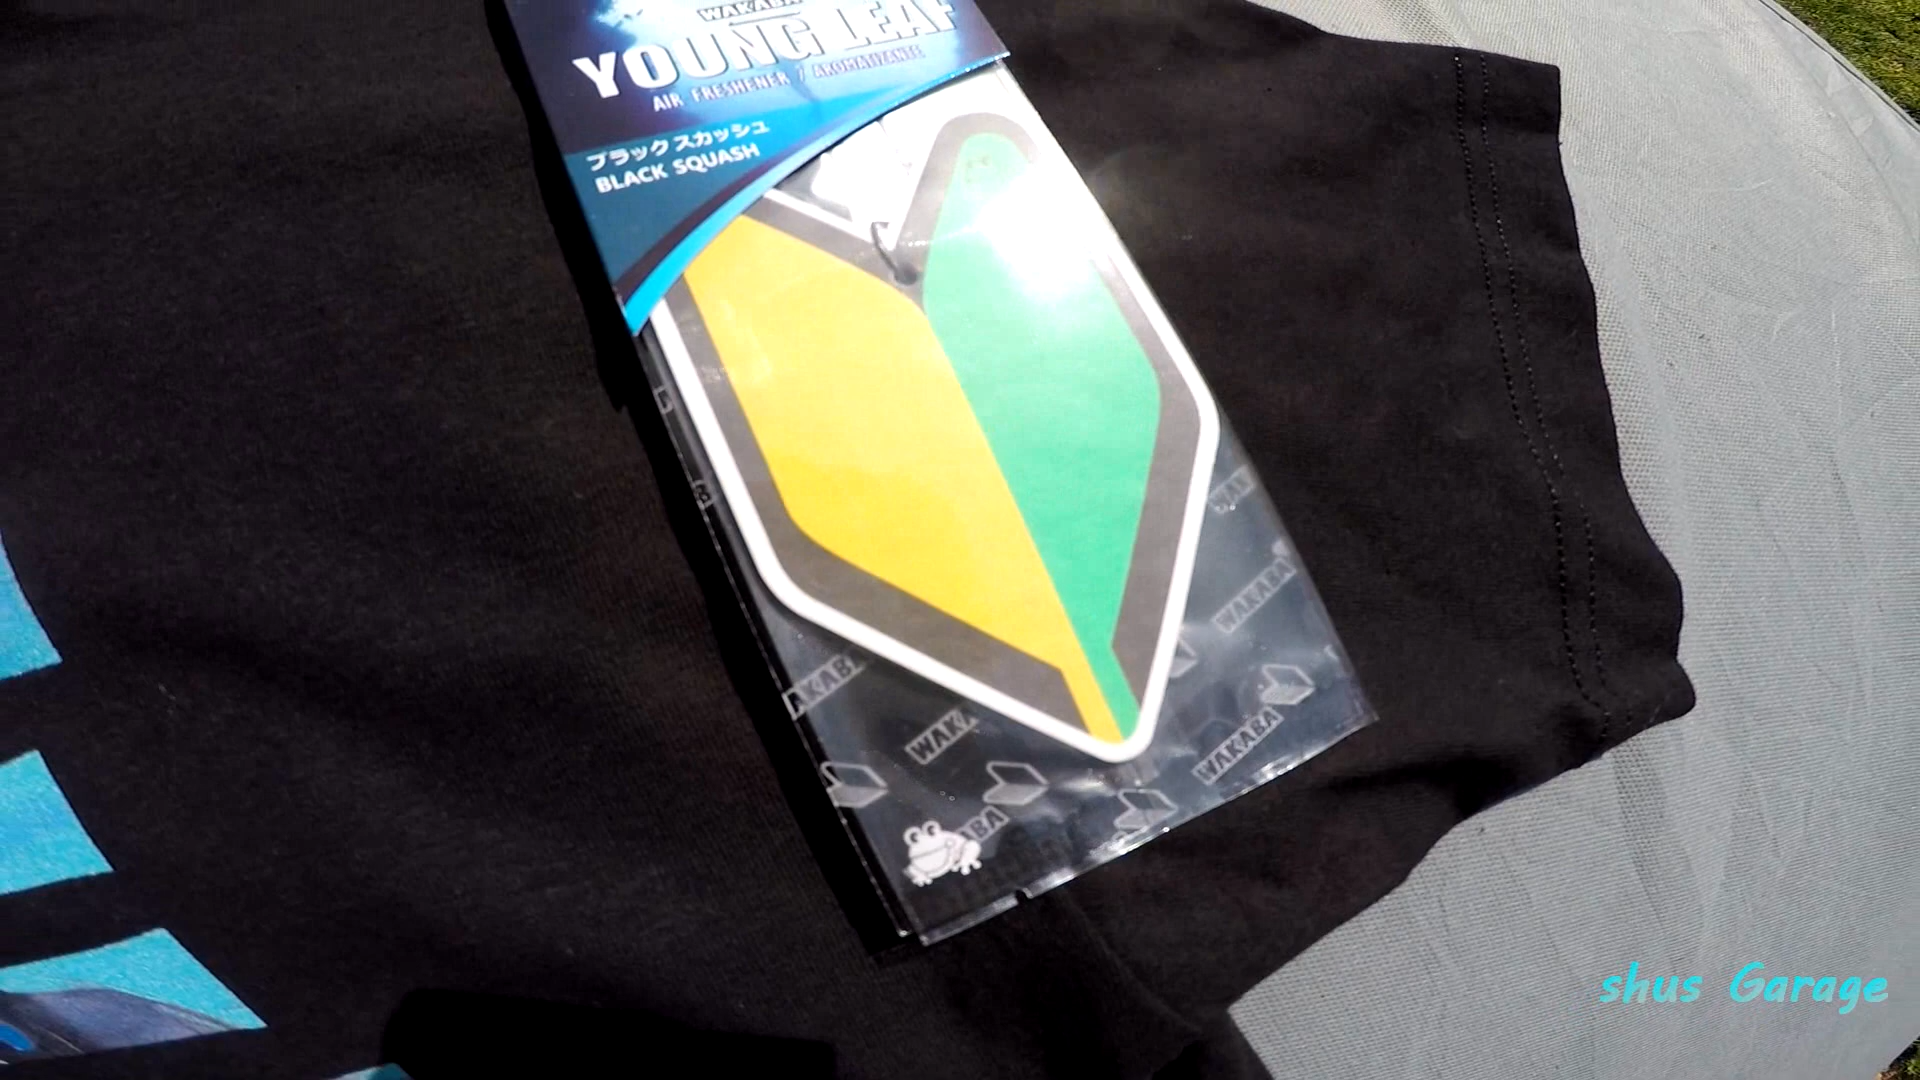 WAKABA
YOUNG LEAF
AIR FRESHENER / AROMATIZANTE
ブラックスカッシュ
BLACK SQUASH
WAKABA
WAKABA
WAKABA
shus Garage